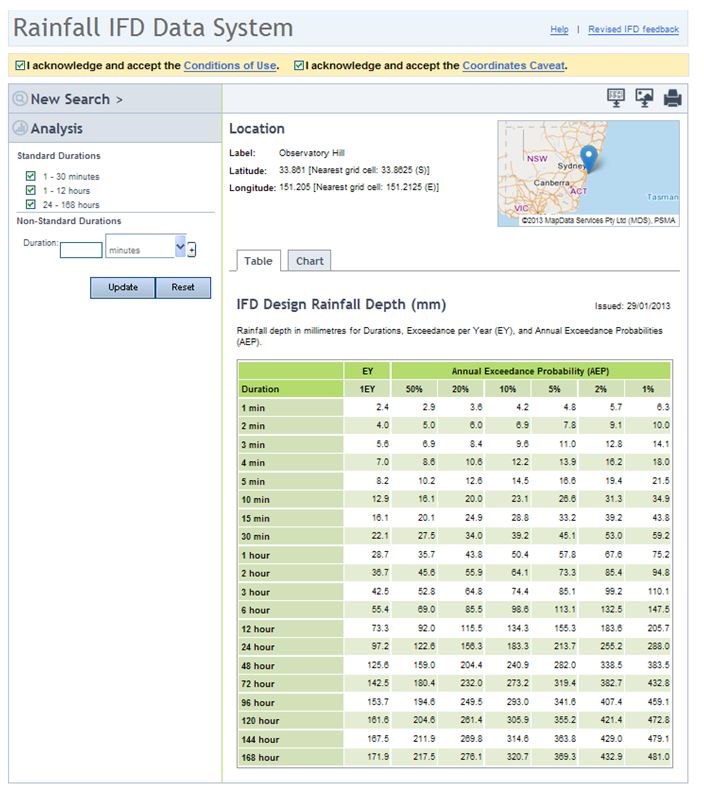 Rainfall IFD Data System
Help | Revised IFD feedback
I acknowledge and accept the Conditions of Use. I acknowledge and accept the Coordinates Caveat.
New Search >
Analysis
Standard Durations
1 - 30 minutes
1 - 12 hours
24 - 168 hours
Non-Standard Durations
Duration: minutes +
Update Reset
Location
Label: Observatory Hill
Latitude: 33.861 [Nearest grid cell: 33.8625 (S)]
Longitude: 151.205 [Nearest grid cell: 151.2125 (E)]
NSW
Sydney
Canberra
ACT
VIC
Tasman
©2013 MapData Services Pty Ltd (MDS), PSMA
Table Chart
IFD Design Rainfall Depth (mm)
Issued: 29/01/2013
Rainfall depth in millimetres for Durations, Exceedance per Year (EY), and Annual Exceedance Probabilities
(AEP).
EY Annual Exceedance Probability (AEP)
Duration 1EY 50% 20% 10% 5% 2% 1%
1 min 2.4 2.9 3.6 4.2 4.8 5.7 6.3
2 min 4.0 5.0 6.0 6.9 7.8 9.1 10.0
3 min 5.6 6.9 8.4 9.6 11.0 12.8 14.1
4 min 7.0 8.6 10.6 12.2 13.9 16.2 18.0
5 min 8.2 10.2 12.6 14.5 16.6 19.4 21.5
10 min 12.9 16.1 20.0 23.1 26.6 31.3 34.9
15 min 16.1 20.1 24.9 28.8 33.2 39.2 43.8
30 min 22.1 27.5 34.0 39.2 45.1 53.0 59.2
1 hour 28.7 35.7 43.8 50.4 57.8 67.6 75.2
2 hour 36.7 45.6 55.9 64.1 73.3 85.4 94.8
3 hour 42.5 52.8 64.8 74.4 85.1 99.2 110.1
6 hour 55.4 69.0 85.5 98.6 113.1 132.5 147.5
12 hour 73.3 92.0 115.5 134.3 155.3 183.6 205.7
24 hour 97.2 122.6 156.3 183.3 213.7 255.2 288.0
48 hour 125.6 159.0 204.4 240.9 282.0 338.5 383.5
72 hour 142.5 180.4 232.0 273.2 319.4 382.7 432.8
96 hour 153.7 194.6 249.5 293.0 341.6 407.4 459.1
120 hour 161.6 204.6 261.4 305.9 355.2 421.4 472.8
144 hour 167.5 211.9 269.8 314.6 363.8 429.0 479.1
168 hour 171.9 217.5 276.1 320.7 369.3 432.9 481.0